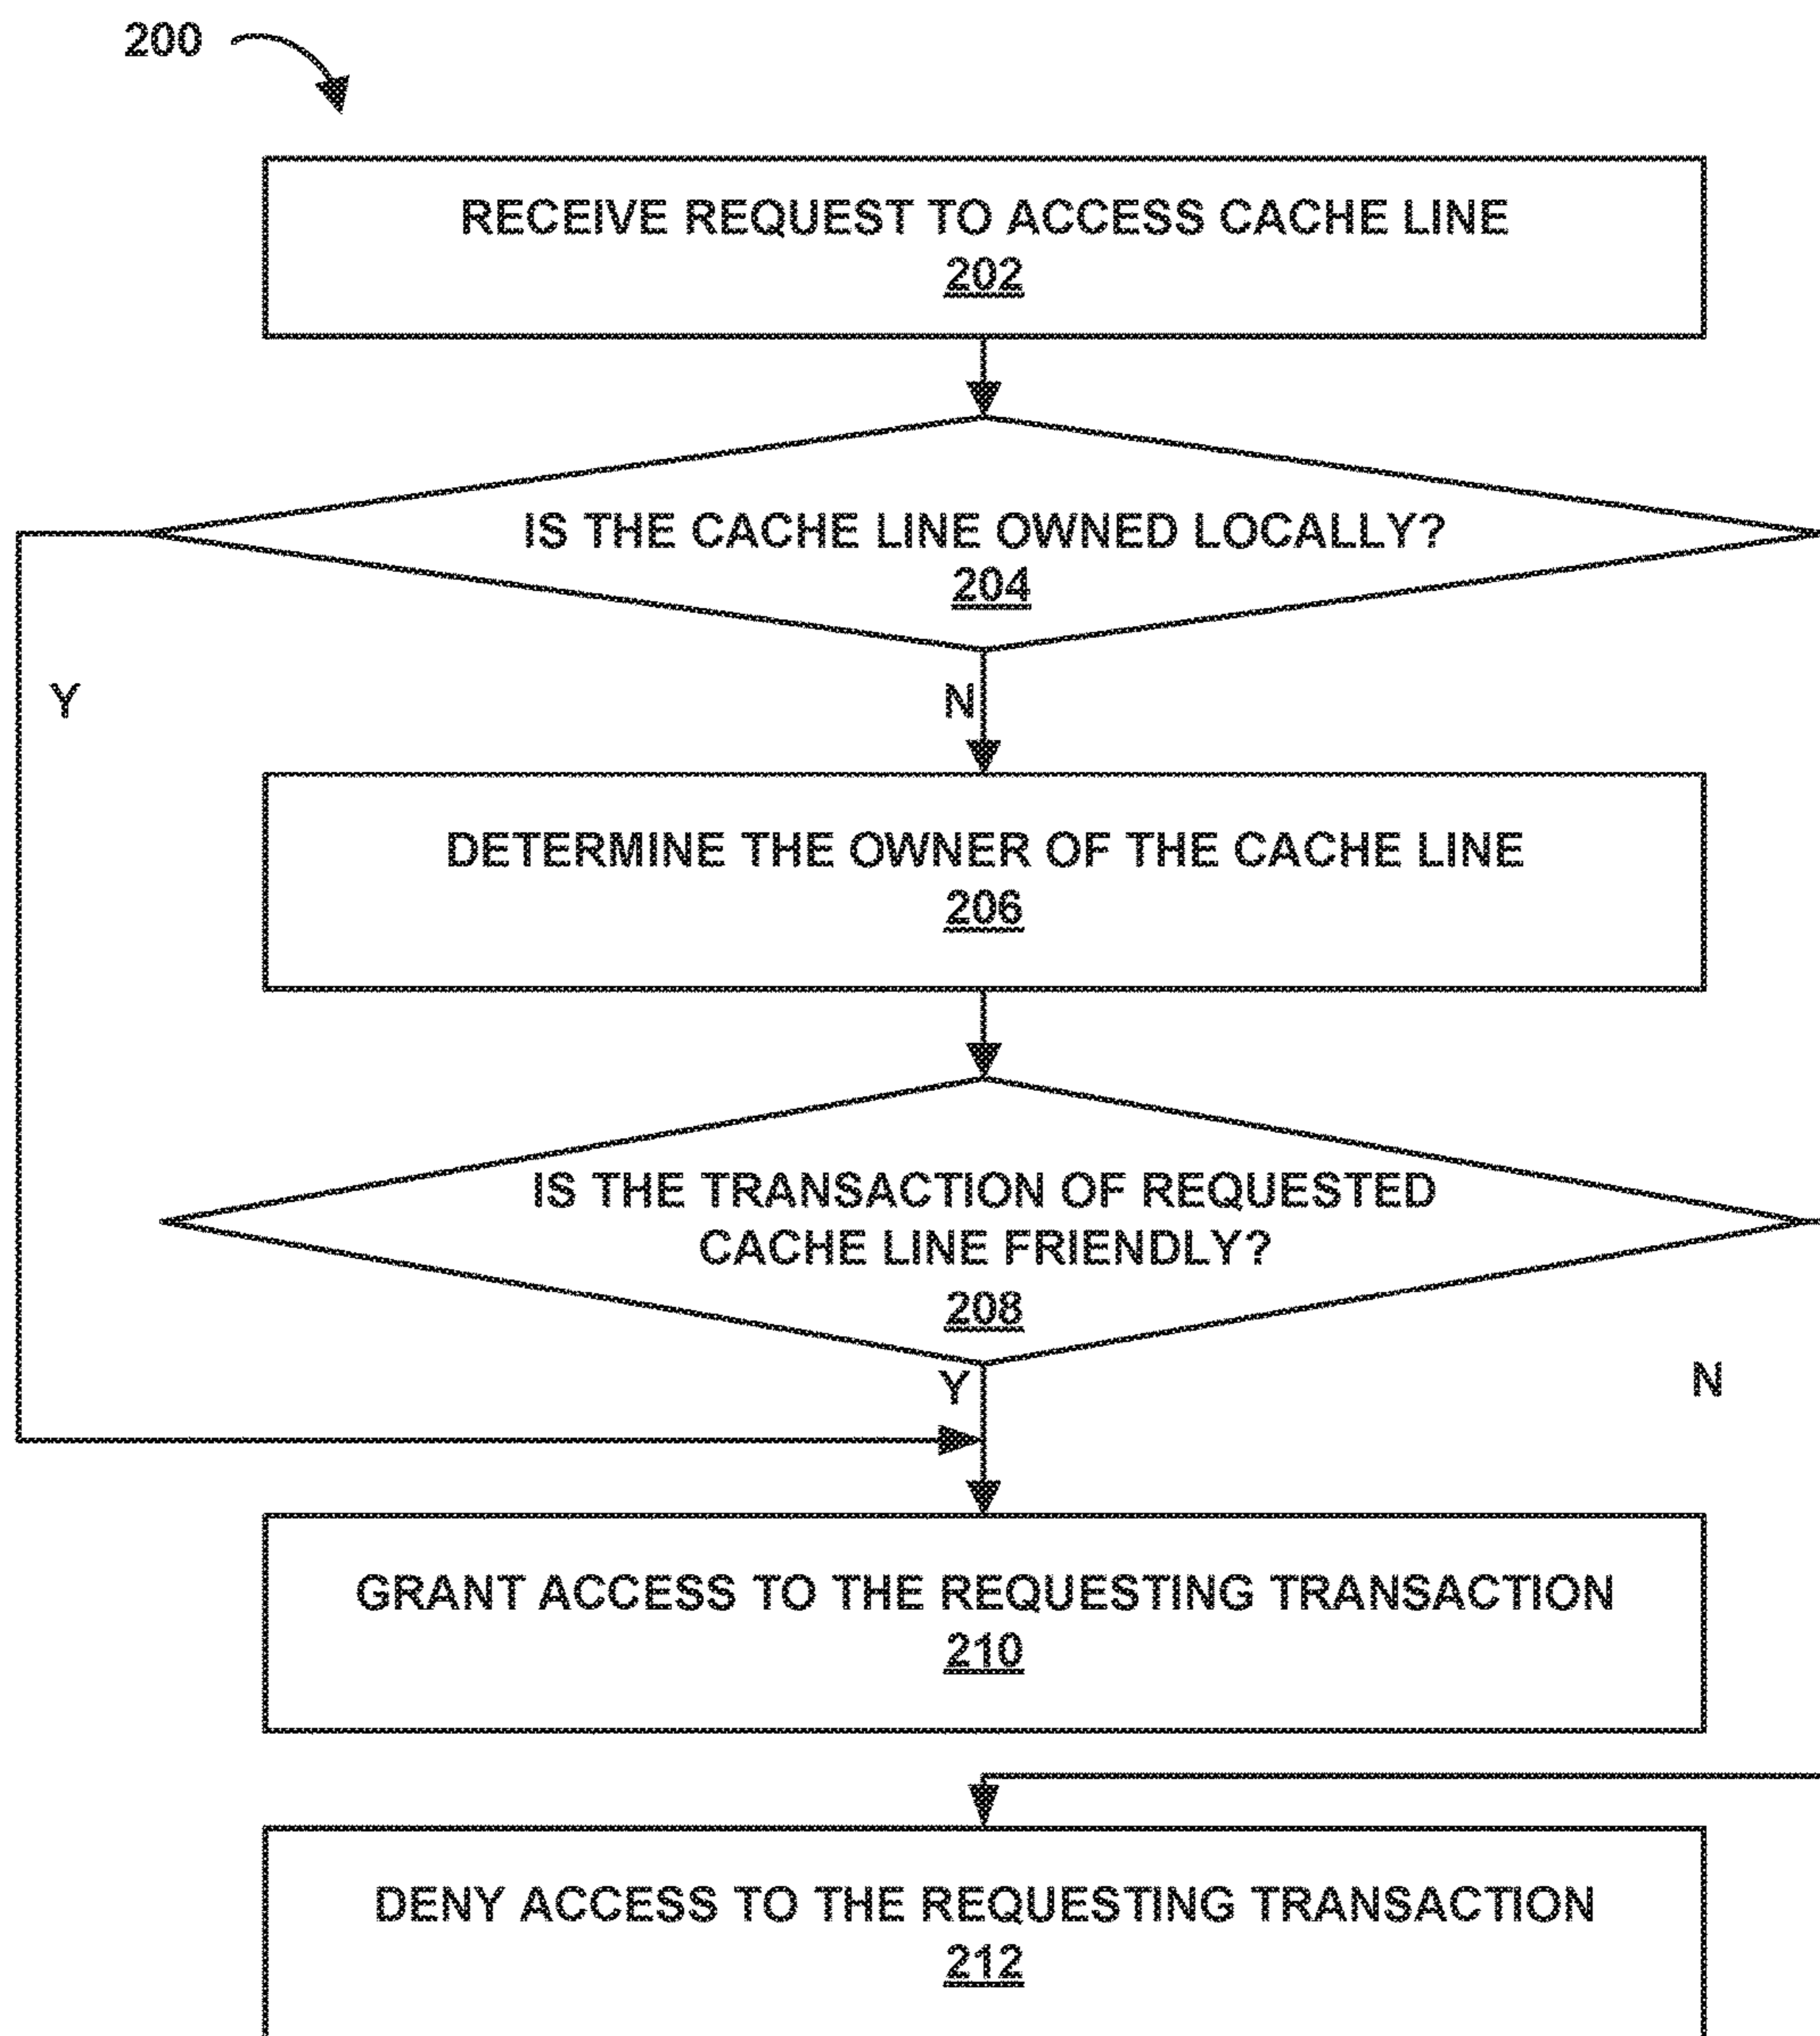 200
RECEIVE REQUEST TO ACCESS CACHE LINE
202
IS THE CACHE LINE OWNED LOCALLY?
204
Y
N
DETERMINE THE OWNER OF THE CACHE LINE
206
IS THE TRANSACTION OF REQUESTED
CACHE LINE FRIENDLY?
208
Y
N
GRANT ACCESS TO THE REQUESTING TRANSACTION
210
DENY ACCESS TO THE REQUESTING TRANSACTION
212